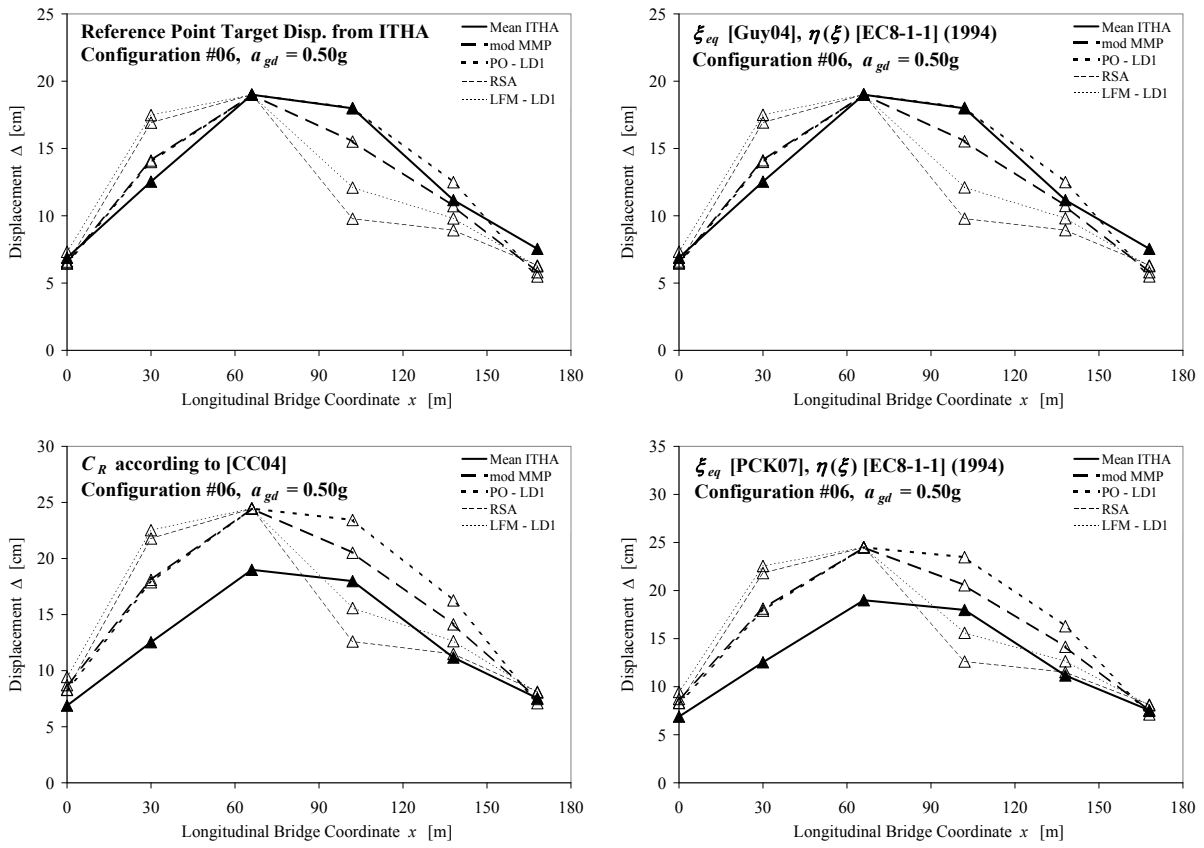 Reference Point Target Disp. from ITHA
Configuration #06, a gd = 0.50g
Mean ITHA
mod MMP
PO - LD1
RSA
LFM - LD1
25
20
15
10
5
0
Displacement Δ [cm]
0 30 60 90 120 150 180
Longitudinal Bridge Coordinate x [m]
ξ eq [Guy04], η(ξ) [EC8-1-1] (1994)
Configuration #06, a gd = 0.50g
Mean ITHA
mod MMP
PO - LD1
RSA
LFM - LD1
25
20
15
10
5
0
Displacement Δ [cm]
0 30 60 90 120 150 180
Longitudinal Bridge Coordinate x [m]
C R according to [CC04]
Configuration #06, a gd = 0.50g
Mean ITHA
mod MMP
PO - LD1
RSA
LFM - LD1
30
25
20
15
10
5
0
Displacement Δ [cm]
0 30 60 90 120 150 180
Longitudinal Bridge Coordinate x [m]
ξ eq [PCK07], η(ξ) [EC8-1-1] (1994)
Configuration #06, a gd = 0.50g
Mean ITHA
mod MMP
PO - LD1
RSA
LFM - LD1
35
30
25
20
15
10
5
0
Displacement Δ [cm]
0 30 60 90 120 150 180
Longitudinal Bridge Coordinate x [m]